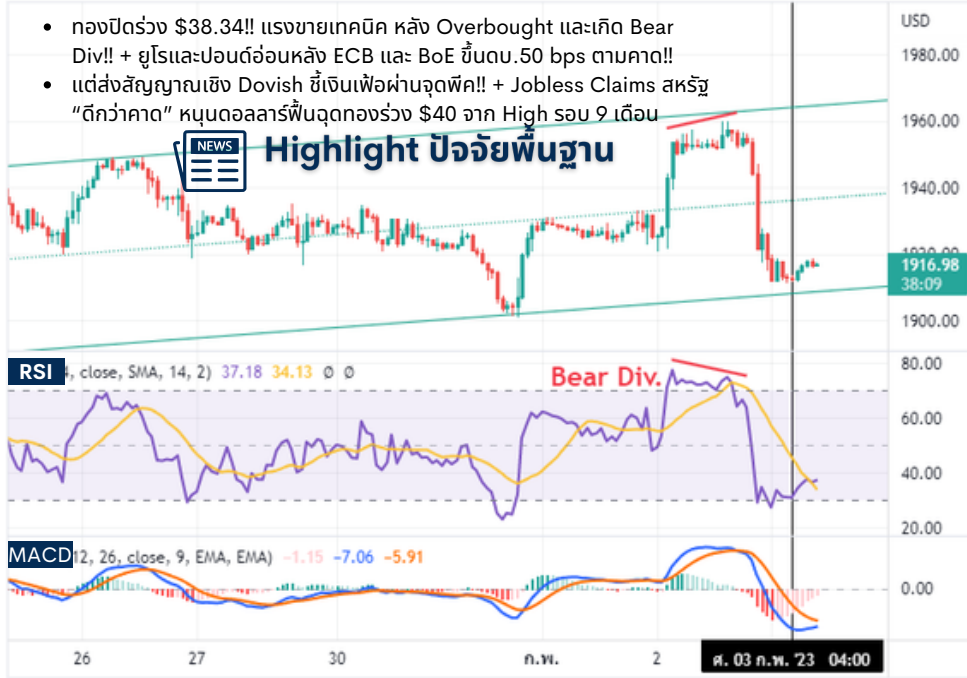 • ทองปิดร่วง $38.34!! แรงขายเทคนิค หลัง Overbought และเกิด Bear
Div!! + ยูโรและปอนด์อ่อนหลัง ECB และ BoE ขึ้นดบ.50 bps ตามคาด!!
• แต่ส่งสัญญาณเชิง Dovish ชี้เงินเฟ้อผ่านจุดพีค!! + Jobless Claims สหรัฐ
“ดีกว่าคาด” หนุนดอลลาร์ฟื้นฉุดทองร่วง $40 จาก High รอบ 9 เดือน
NEWS
Highlight ปัจจัยพื้นฐาน
USD
1980.00
1960.00
1940.00
1920.00
1916.98
38:09
1900.00
RSI 4, close, SMA, 14, 2) 37.18 34.13 Ø Ø
Bear Div.
80.00
60.00
40.00
20.00
MACD 12, 26, close, 9, EMA, EMA) −1.15 −7.06 −5.91
0.00
26 27 30 ก.พ. 2 ศ. 03 ก.พ. '23 04:00